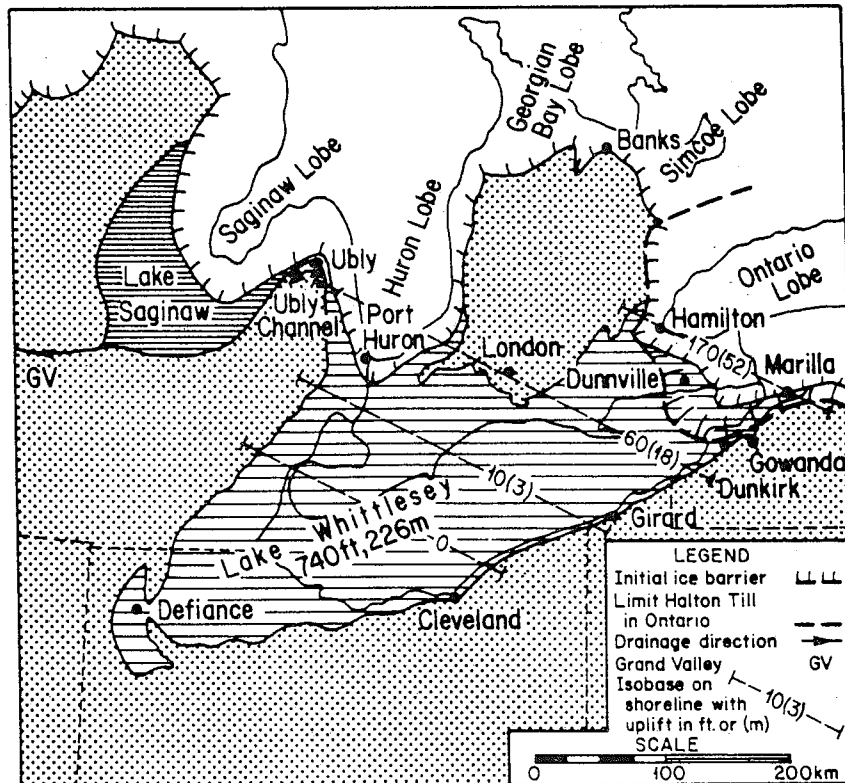 Georgian
Bay Lobe
Banks
Simcoe Lobe
Saginaw Lobe
Huron Lobe
Ontario
Lobe
Lake
Saginaw
Ubly
Ubly
Channel
Port
Huron
Hamilton
170(52)
London
Dunnville
Marilla
GV
60(18)
Gowanda
Dunkirk
10(3)
Girard
Lake Whittlesey
740ft,226m
0
Defiance
Cleveland
LEGEND
Initial ice barrier
Limit Halton Till
in Ontario
Drainage direction
Grand Valley GV
Isobase on
shoreline with
uplift in ft. or (m)
10(3)
SCALE
0 100 200km